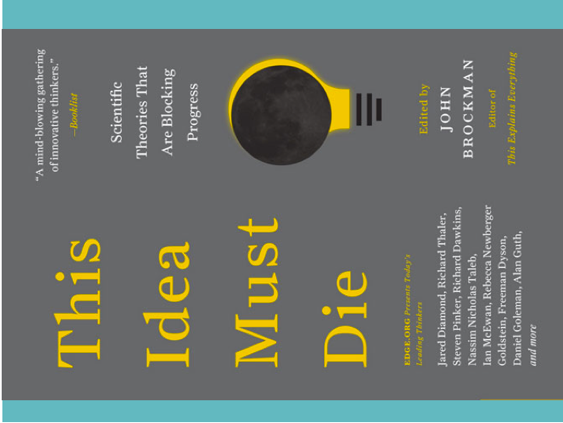 “A mind-blowing gathering
of innovative thinkers.”
—Booklist
Scientific
Theories That
Are Blocking
Progress
This
Idea
Must
Die
Edited by
JOHN
BROCKMAN
Editor of
This Explains Everything
EDGE.ORG Presents Today's
Leading Thinkers
Jared Diamond, Richard Thaler,
Steven Pinker, Richard Dawkins,
Nassim Nicholas Taleb,
Ian McEwan, Rebecca Newberger
Goldstein, Freeman Dyson,
Daniel Goleman, Alan Guth,
and more